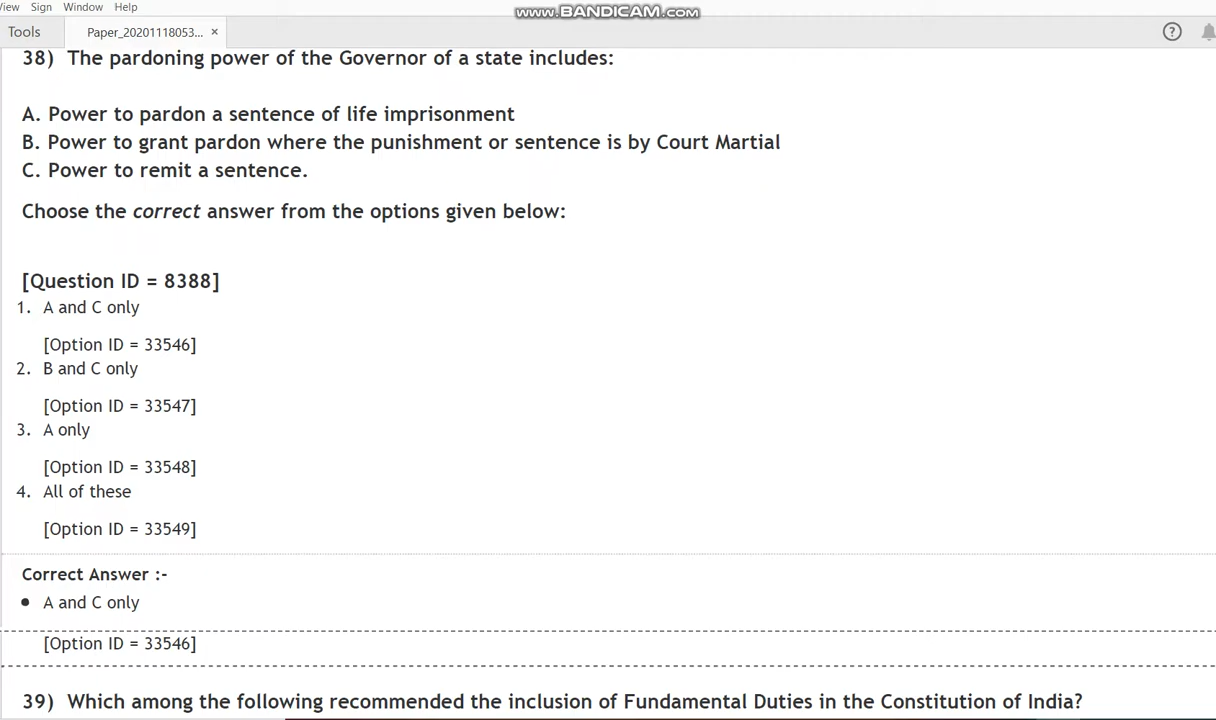 View Sign Window Help
www.BANDICAM.com
Tools Paper_20201118053... ×
38) The pardoning power of the Governor of a state includes:
A. Power to pardon a sentence of life imprisonment
B. Power to grant pardon where the punishment or sentence is by Court Martial
C. Power to remit a sentence.
Choose the correct answer from the options given below:
[Question ID = 8388]
1. A and C only
[Option ID = 33546]
2. B and C only
[Option ID = 33547]
3. A only
[Option ID = 33548]
4. All of these
[Option ID = 33549]
Correct Answer :-
• A and C only
[Option ID = 33546]
39) Which among the following recommended the inclusion of Fundamental Duties in the Constitution of India?